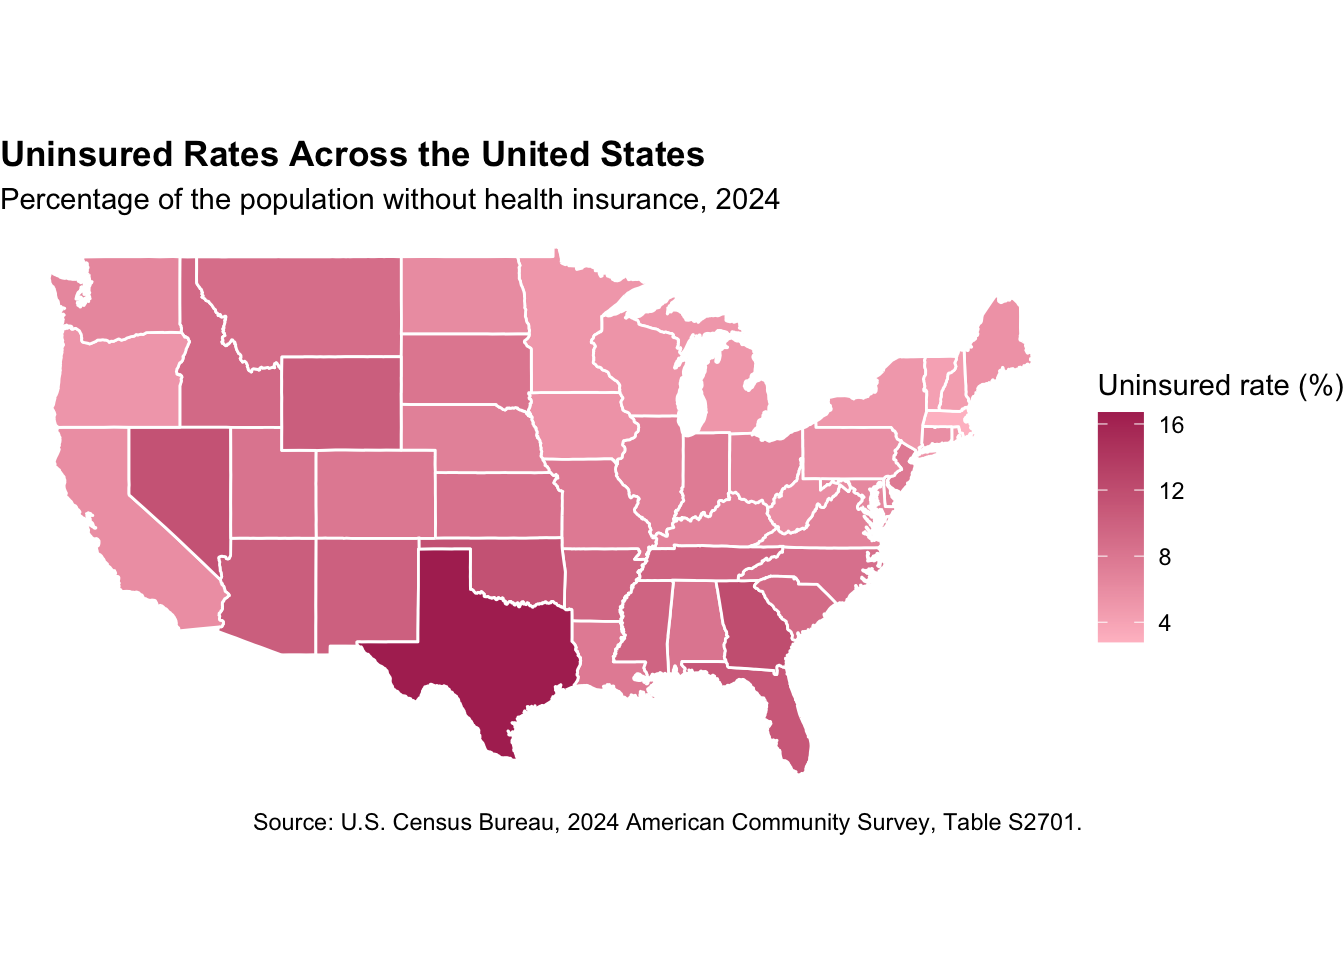 Uninsured Rates Across the United States
Percentage of the population without health insurance, 2024
Uninsured rate (%)
16
12
8
4
Source: U.S. Census Bureau, 2024 American Community Survey, Table S2701.